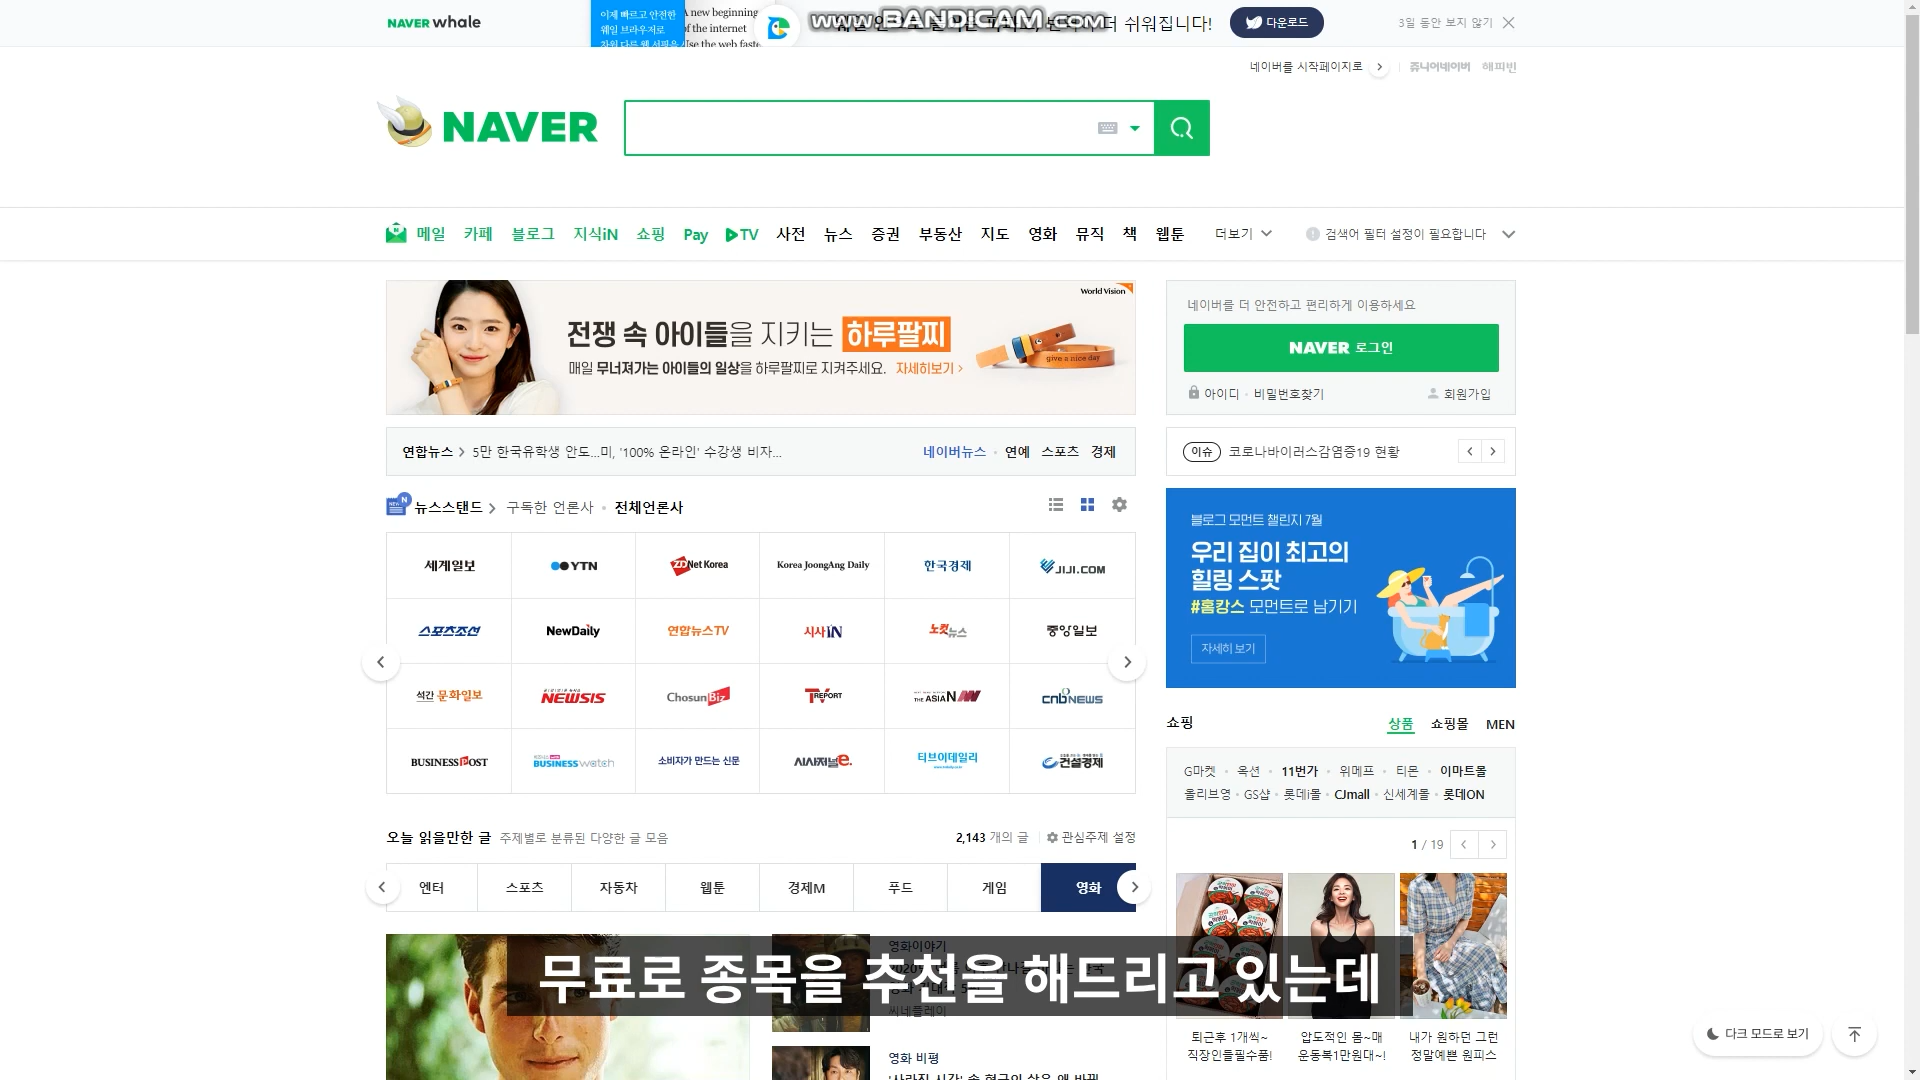 NAVER whale
이제 빠르고 안전한
웨일 브라우저로
A new beginning
of the internet
www.BANDICAM.com
더 쉬워집니다!
다운로드
3일 동안 보지 않기
네이버를 시작페이지로
쥬니어네이버 해피빈
NAVER
메일 카페 블로그 지식iN 쇼핑 Pay TV 사전 뉴스 증권 부동산 지도 영화 뮤직 책 웹툰 더보기
검색어 필터 설정이 필요합니다
World Vision
전쟁 속 아이들을 지키는 하루팔찌
매일 무너져가는 아이들의 일상을 하루팔찌로 지켜주세요. 자세히보기 >
give a nice day
네이버를 더 안전하고 편리하게 이용하세요
NAVER 로그인
아이디 · 비밀번호찾기
회원가입
연합뉴스 > 5만 한국유학생 안도...미, '100% 온라인' 수강생 비자...
네이버뉴스 · 연예 스포츠 경제
이슈 코로나바이러스감염증19 현황
뉴스스탠드 > 구독한 언론사 · 전체언론사
세계일보 YTN ZDNet Korea Korea JoongAng Daily 한국경제 JIJI.COM
스포츠조선 NewDaily 연합뉴스TV 시사IN 노컷뉴스 중앙일보
석간 문화일보 NEWSIS ChosunBiz TVREPORT THE ASIAN cnbNEWS
BUSINESSPOST BUSINESSwatch 소비자가 만드는 신문 시사저널e. 티브이데일리 e건설경제
블로그 모먼트 챌린지 7월
우리 집이 최고의
힐링 스팟
#홈캉스 모먼트로 남기기
자세히 보기
쇼핑
상품 쇼핑몰 MEN
G마켓 · 옥션 · 11번가 · 위메프 · 티몬 · 이마트몰
올리브영 · GS샵 · 롯데i몰 · CJmall · 신세계몰 · 롯데ON
오늘 읽을만한 글 주제별로 분류된 다양한 글 모음
2,143 개의 글
관심주제 설정
1 / 19
엔터 스포츠 자동차 웹툰 경제M 푸드 게임 영화
영화이야기
씨네플레이
무료로 종목을 추천을 해드리고 있는데
퇴근후 1개씩~
직장인들필수품!
압도적인 몸~매
운동복1만원대~!
내가 원하던 그런
정말예쁜 원피스
영화 비평
다크 모드로 보기